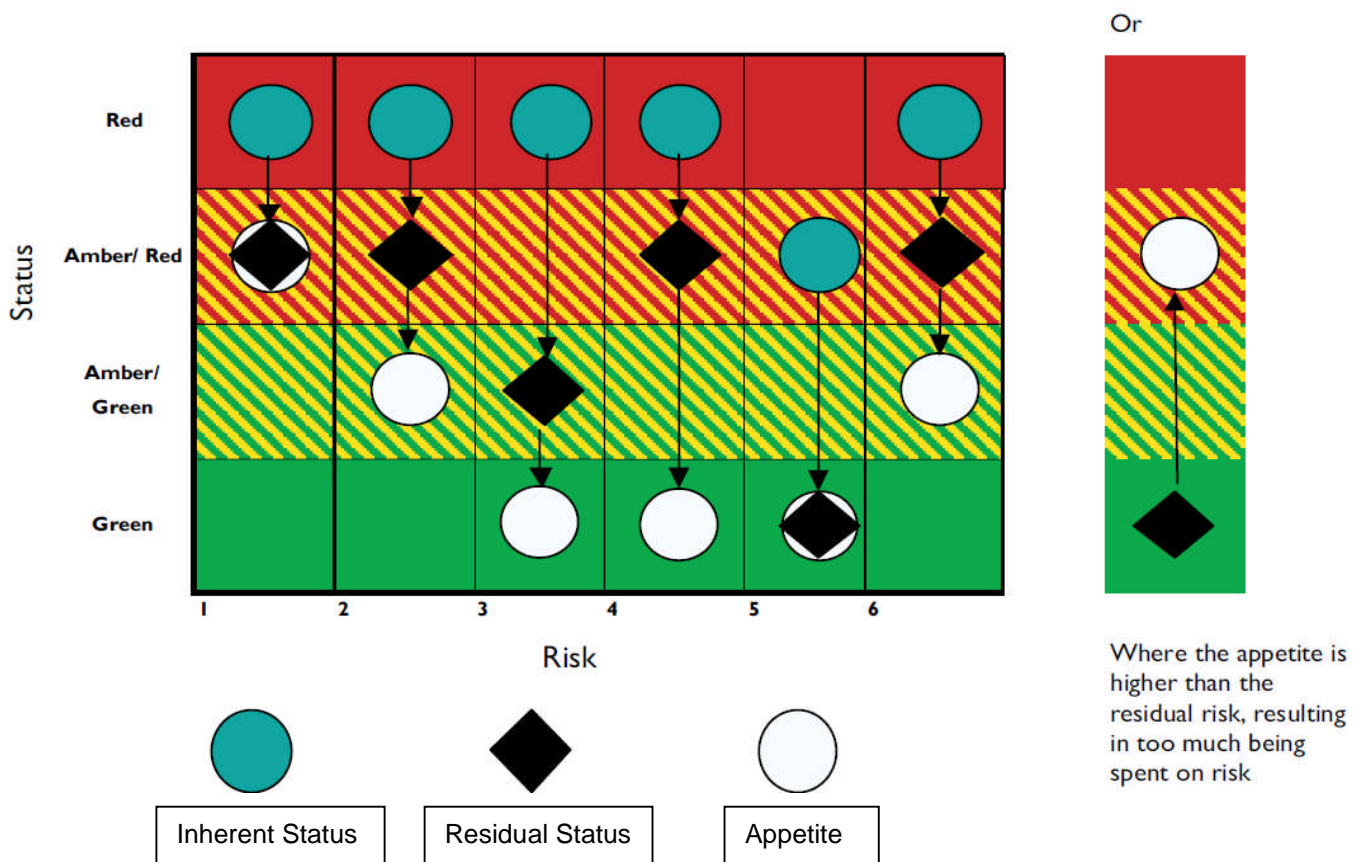 Or
Red
Amber/ Red
Amber/
Green
Green
Status
1 2 3 4 5 6
Risk
Where the appetite is
higher than the
residual risk, resulting
in too much being
spent on risk
Inherent Status Residual Status Appetite